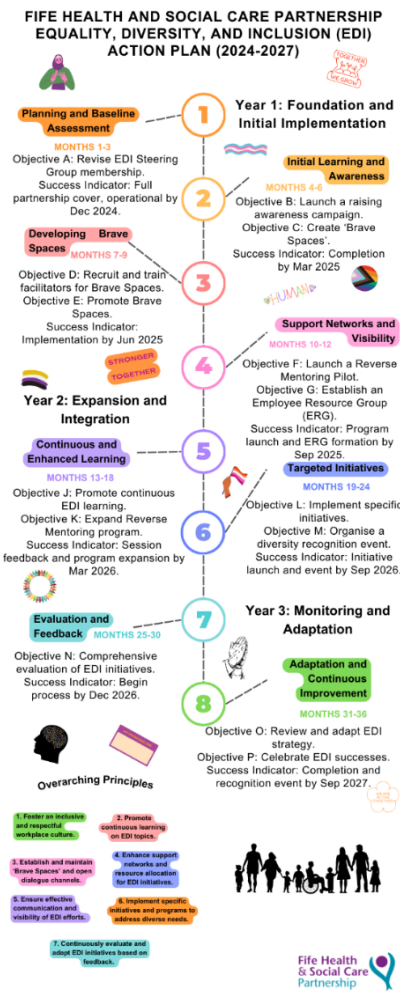 FIFE HEALTH AND SOCIAL CARE PARTNERSHIP
EQUALITY, DIVERSITY, AND INCLUSION (EDI)
ACTION PLAN (2024-2027)
TOGETHER
WE GROW
1
Year 1: Foundation and
Initial Implementation
Planning and Baseline
Assessment
MONTHS 1-3
Objective A: Revise EDI Steering
Group membership.
Success Indicator: Full
partnership cover, operational by
Dec 2024.
2
Initial Learning and
Awareness
MONTHS 4-6
Objective B: Launch a raising
awareness campaign.
Objective C: Create 'Brave
Spaces'.
Success Indicator: Completion
by Mar 2025
3
Developing Brave
Spaces
MONTHS 7-9
Objective D: Recruit and train
facilitators for Brave Spaces.
Objective E: Promote Brave
Spaces.
Success Indicator:
Implementation by Jun 2025
HUMAN
4
Support Networks and
Visibility
MONTHS 10-12
Objective F: Launch a Reverse
Mentoring Pilot.
Objective G: Establish an
Employee Resource Group
(ERG).
Success Indicator: Program
launch and ERG formation by
Sep 2025.
STRONGER
TOGETHER
Year 2: Expansion and
Integration
5
Continuous and
Enhanced Learning
MONTHS 13-18
Objective J: Promote continuous
EDI learning.
Objective K: Expand Reverse
Mentoring program.
Success Indicator: Session
feedback and program expansion by
Mar 2026.
6
Targeted Initiatives
MONTHS 19-24
Objective L: Implement specific
initiatives.
Objective M: Organise a
diversity recognition event.
Success Indicator: Initiative
launch and event by Sep 2026.
7
Year 3: Monitoring and
Adaptation
Evaluation and
Feedback
MONTHS 25-30
Objective N: Comprehensive
evaluation of EDI initiatives.
Success Indicator: Begin
process by Dec 2026.
8
Adaptation and
Continuous
Improvement
MONTHS 31-36
Objective O: Review and adapt EDI
strategy.
Objective P: Celebrate EDI successes.
Success Indicator: Completion and
recognition event by Sep 2027.
Overarching Principles
1. Foster an inclusive
and respectful
workplace culture.
2. Promote
continuous learning
on EDI topics.
3. Establish and maintain
'Brave Spaces' and open
dialogue channels.
4. Enhance support
networks and
resource allocation
for EDI initiatives.
5. Ensure effective
communication and
visibility of EDI efforts.
6. Implement specific
initiatives and programs to
address diverse needs.
7. Continuously evaluate and
adapt EDI initiatives based on
feedback.
Fife Health
& Social Care
Partnership